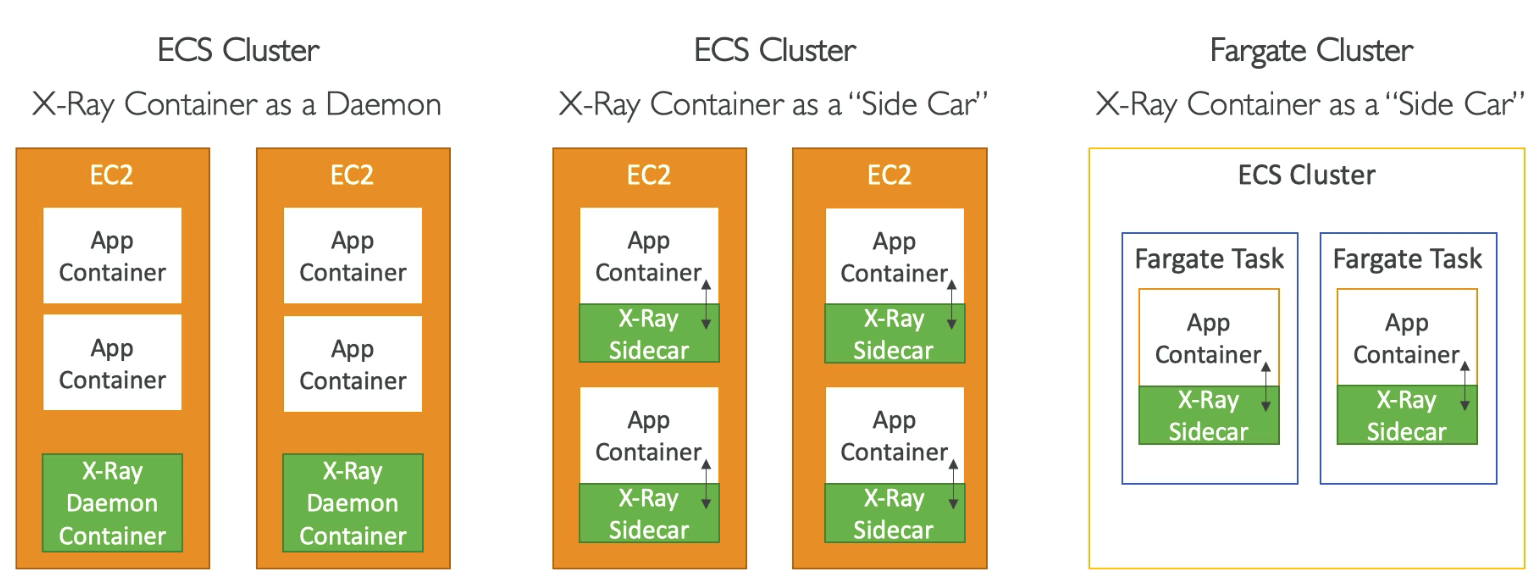 ECS Cluster
X-Ray Container as a Daemon
EC2
App
Container
App
Container
X-Ray
Daemon
Container
EC2
App
Container
App
Container
X-Ray
Daemon
Container
ECS Cluster
X-Ray Container as a “Side Car”
EC2
App
Container
X-Ray
Sidecar
App
Container
X-Ray
Sidecar
EC2
App
Container
X-Ray
Sidecar
App
Container
X-Ray
Sidecar
Fargate Cluster
X-Ray Container as a “Side Car”
ECS Cluster
Fargate Task
App
Container
X-Ray
Sidecar
Fargate Task
App
Container
X-Ray
Sidecar